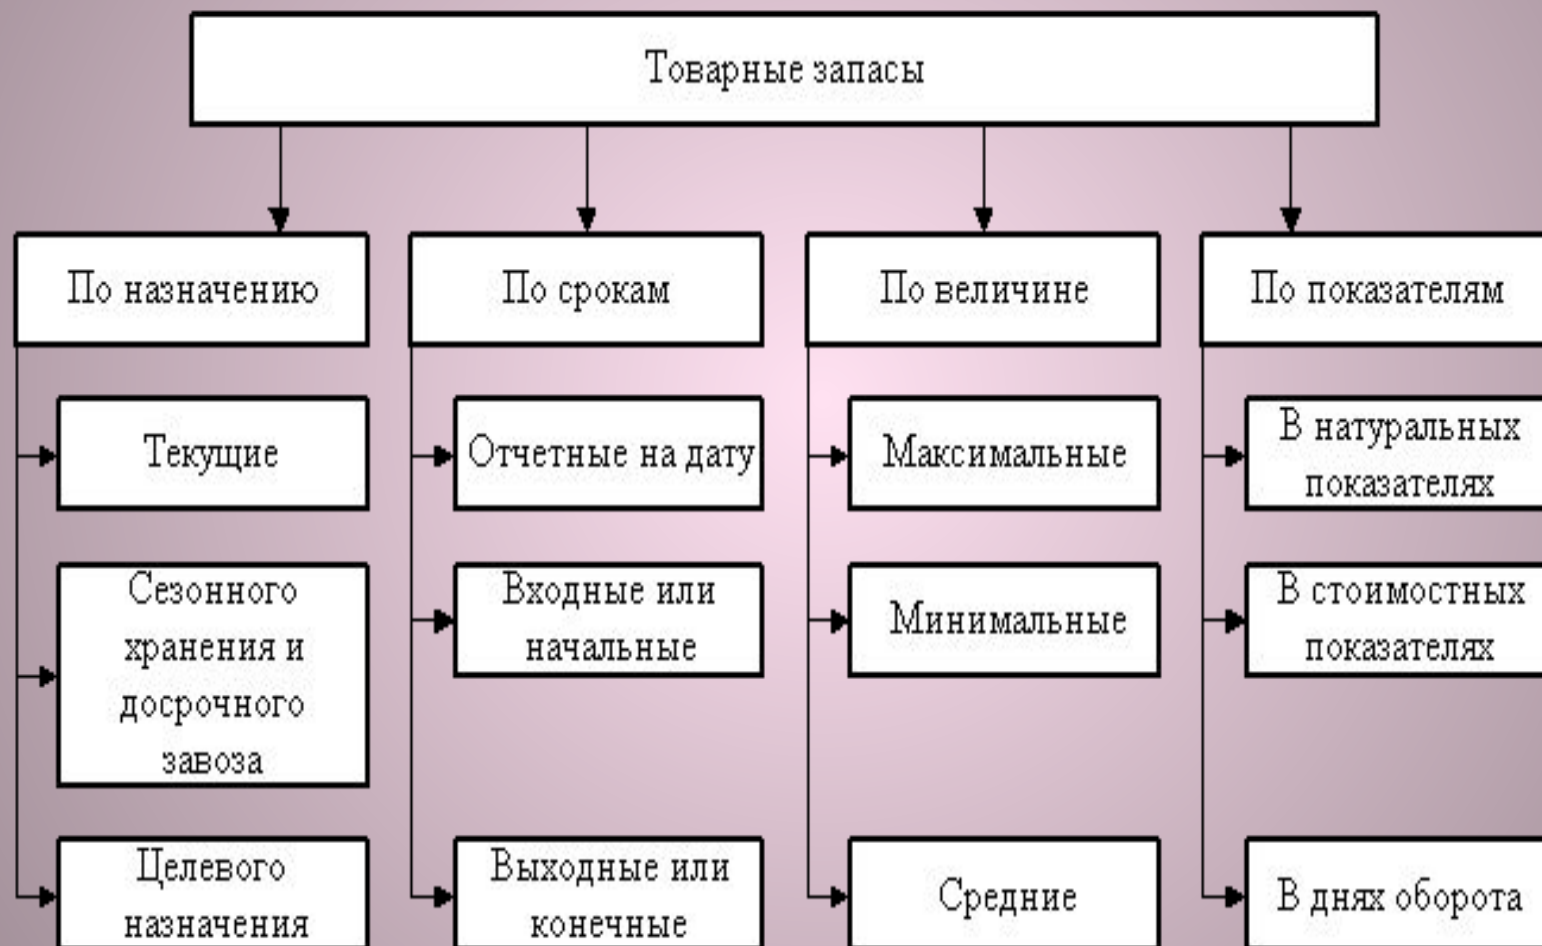 Товарные запасы
По назначению
Текущие
Сезонного
хранения и
досрочного
завоза
Целевого
назначения
По срокам
Отчетные на дату
Входные или
начальные
Выходные или
конечные
По величине
Максимальные
Минимальные
Средние
По показателям
В натуральных
показателях
В стоимостных
показателях
В днях оборота